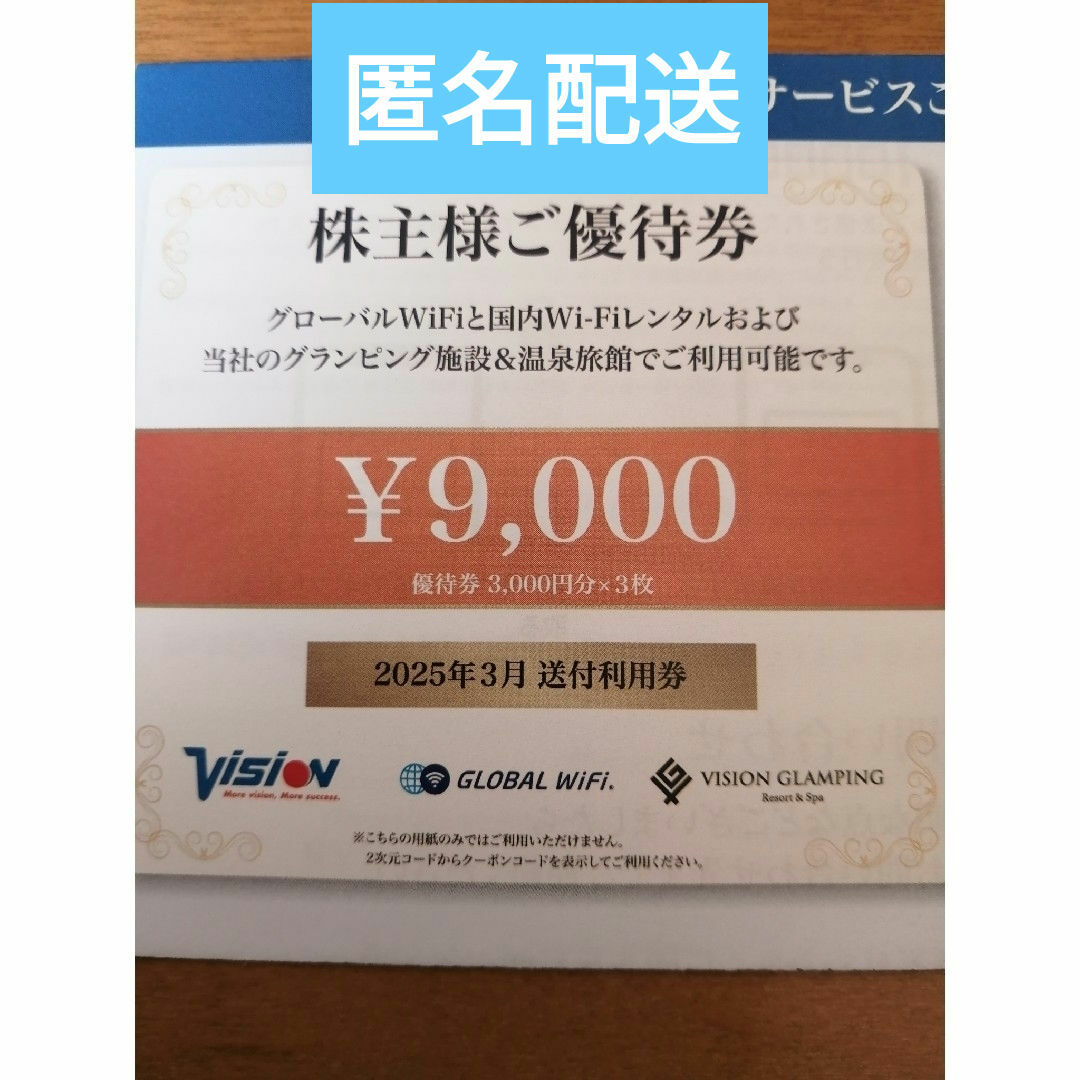 匿名配送
サービスご
株主様ご優待券
グローバルWiFiと国内Wi-Fiレンタルおよび
当社のグランピング施設&温泉旅館でご利用可能です。
¥9,000
優待券 3,000円分×3枚
2025年3月 送付利用券
VISION
More vision, More success.
GLOBAL WiFi®
VISION GLAMPING
Resort & Spa
※こちらの用紙のみではご利用いただけません。
2次元コードからクーポンコードを表示してご利用ください。